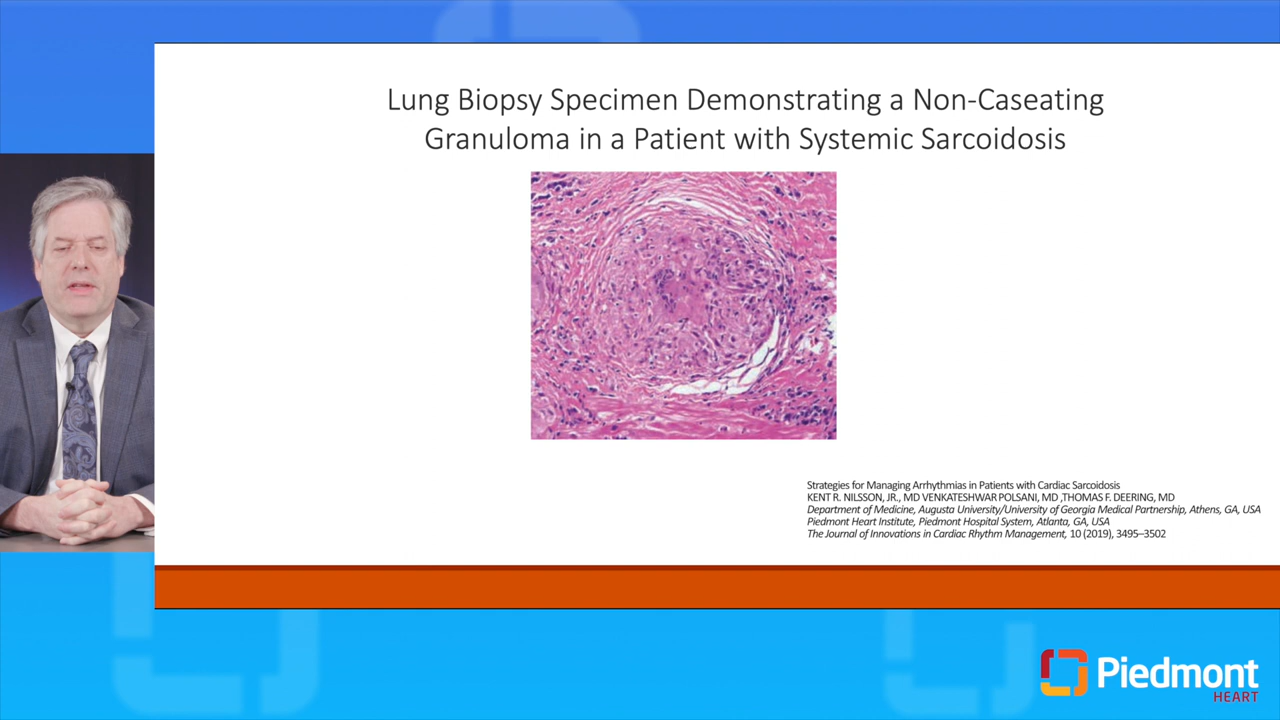 Lung Biopsy Specimen Demonstrating a Non-Caseating
Granuloma in a Patient with Systemic Sarcoidosis
Strategies for Managing Arrhythmias in Patients with Cardiac Sarcoidosis
KENT R. NILSSON, JR., MD VENKATESHWAR POLSANI, MD ,THOMAS F. DEERING, MD
Department of Medicine, Augusta University/University of Georgia Medical Partnership, Athens, GA, USA
Piedmont Heart Institute, Piedmont Hospital System, Atlanta, GA, USA
The Journal of Innovations in Cardiac Rhythm Management, 10 (2019), 3495–3502
Piedmont
HEART